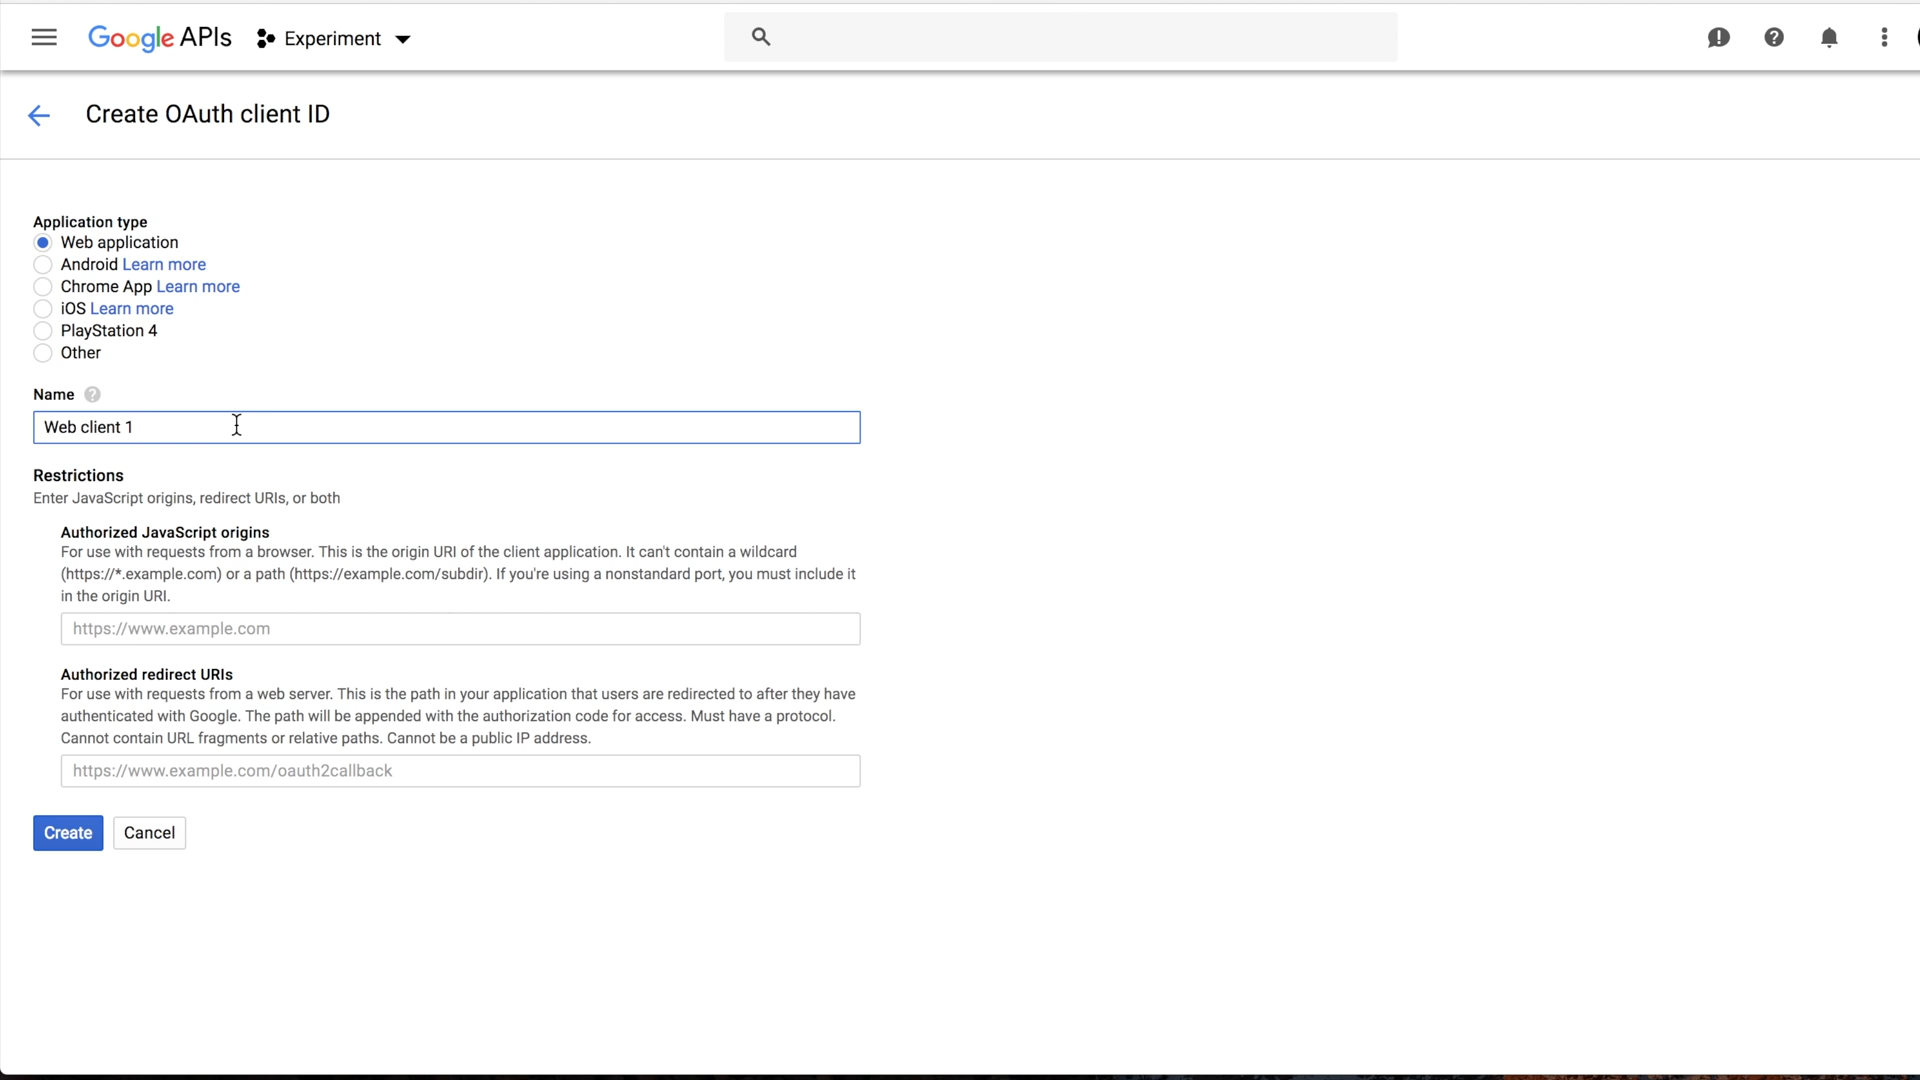 Google APIs Experiment
Create OAuth client ID
Application type
Web application
Android Learn more
Chrome App Learn more
iOS Learn more
PlayStation 4
Other
Name ?
Web client 1
Restrictions
Enter JavaScript origins, redirect URIs, or both
Authorized JavaScript origins
For use with requests from a browser. This is the origin URI of the client application. It can't contain a wildcard
(https://*.example.com) or a path (https://example.com/subdir). If you're using a nonstandard port, you must include it
in the origin URI.
https://www.example.com
Authorized redirect URIs
For use with requests from a web server. This is the path in your application that users are redirected to after they have
authenticated with Google. The path will be appended with the authorization code for access. Must have a protocol.
Cannot contain URL fragments or relative paths. Cannot be a public IP address.
https://www.example.com/oauth2callback
Create Cancel